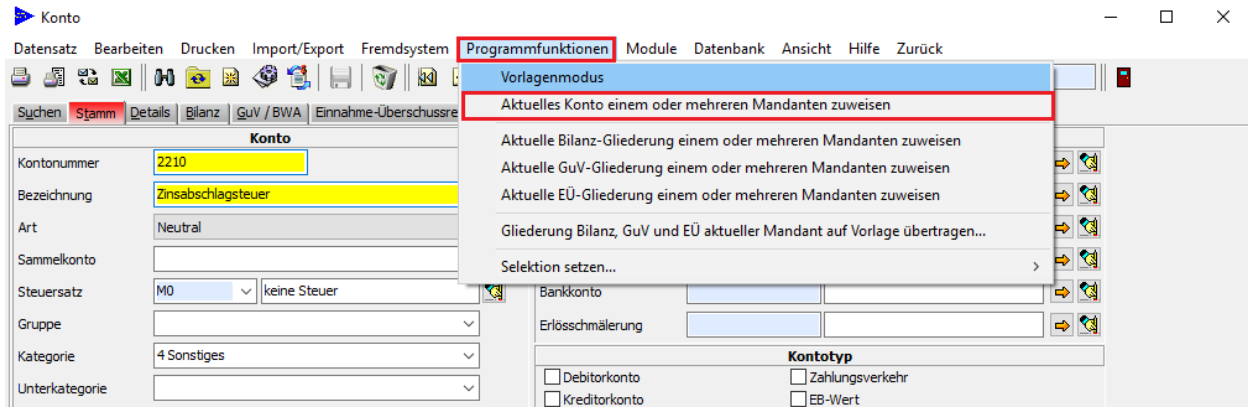 Konto
Datensatz Bearbeiten Drucken Import/Export Fremdsystem Programmfunktionen Module Datenbank Ansicht Hilfe Zurück
Vorlagenmodus
Aktuelles Konto einem oder mehreren Mandanten zuweisen
Aktuelle Bilanz-Gliederung einem oder mehreren Mandanten zuweisen
Aktuelle GuV-Gliederung einem oder mehreren Mandanten zuweisen
Aktuelle EÜ-Gliederung einem oder mehreren Mandanten zuweisen
Gliederung Bilanz, GuV und EÜ aktueller Mandant auf Vorlage übertragen...
Selektion setzen...
Suchen Stamm Details Bilanz GuV / BWA Einnahme-Überschussre
Konto
Kontonummer 2210
Bezeichnung Zinsabschlagsteuer
Art Neutral
Sammelkonto
Steuersatz M0 keine Steuer
Gruppe
Kategorie 4 Sonstiges
Unterkategorie
Bankkonto
Erlösschmälerung
Kontotyp
Debitorkonto Zahlungsverkehr
Kreditorkonto EB-Wert